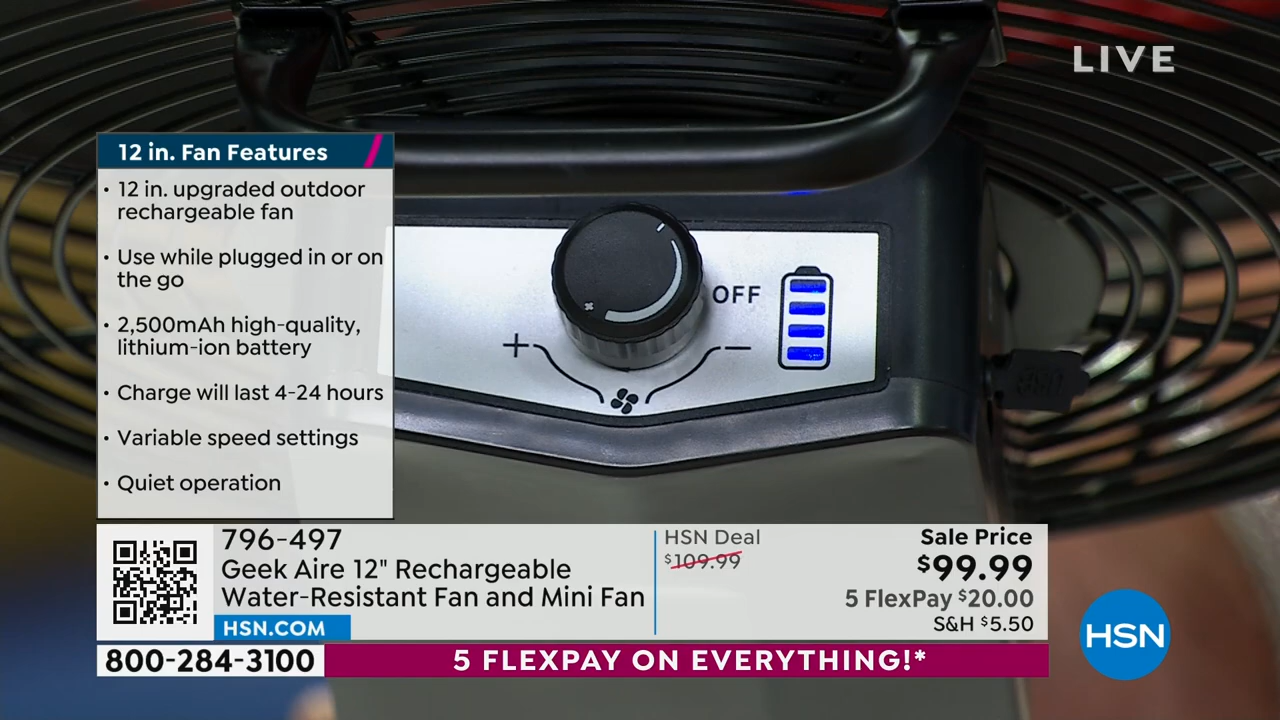 LIVE
12 in. Fan Features
• 12 in. upgraded outdoor
rechargeable fan
• Use while plugged in or on
the go
• 2,500mAh high-quality,
lithium-ion battery
• Charge will last 4-24 hours
• Variable speed settings
• Quiet operation
OFF
+
−
796-497
Geek Aire 12" Rechargeable
Water-Resistant Fan and Mini Fan
HSN.COM
HSN Deal
$109.99
Sale Price
$99.99
5 FlexPay $20.00
S&H $5.50
HSN
800-284-3100
5 FLEXPAY ON EVERYTHING!*